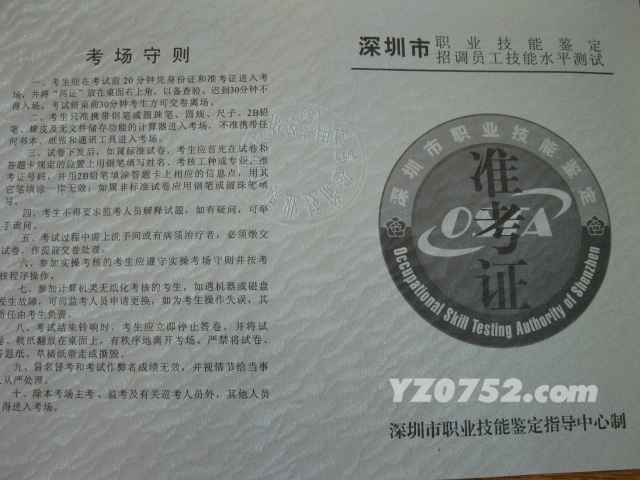 考场守则
一、考生应在考试前20分钟凭身份证和准考证进入考
场，并将“两证”放在桌面右上角，以备查验。迟到30分钟不
得入场，考试结束前30分钟考生方可交卷离场。
二、考生只准携带钢笔或圆珠笔、圆规、尺子、2B铅
笔、橡皮及无文件储存功能的计算器进入考场，不准携带任
何书本、纸张和通讯工具进入考场。
三、试卷下发后，如属标准试卷，考生应首先在试卷和
答题卡规定的位置上用钢笔填写姓名、考核工种或专业、准
考证号码，并用2B铅笔填涂答题卡上相应的信息点，用其
它笔填涂一律无效；如属非标准试卷应用钢笔或圆珠笔填
写。
四、考生不得要求监考人员解释试题，如有疑问，可举
手询问。
五、考试过程中需上洗手间或有病须治疗者，必须缴交
试卷，作提前交卷处理。
六、参加实操考核的考生应遵守实操考场守则并按考
核程序操作。
七、参加计算机类无纸化考核的考生，如遇机器或磁盘
发生故障，可向监考人员申请更换，如为考生操作失误，其
责任由考生负责。
八、考试结束铃响时，考生应立即停止答卷，并将试
卷、稿纸翻放在桌面上，有秩序地离开考场。严禁将试卷、
答题纸、草稿纸带走或撕毁。
九、冒名替考和考试作弊名成绩无效，并视情节给当事
人从严处理。
十、除本考场主考、监考及有关巡考人员外，其他人员
不得进入考场。
深圳市 职业技能鉴定
招调员工技能水平测试
深圳市职业技能鉴定
OSTA
准考证
Occupational Skill Testing Authority of Shenzhen
YZ0752.com
深圳市职业技能鉴定指导中心制